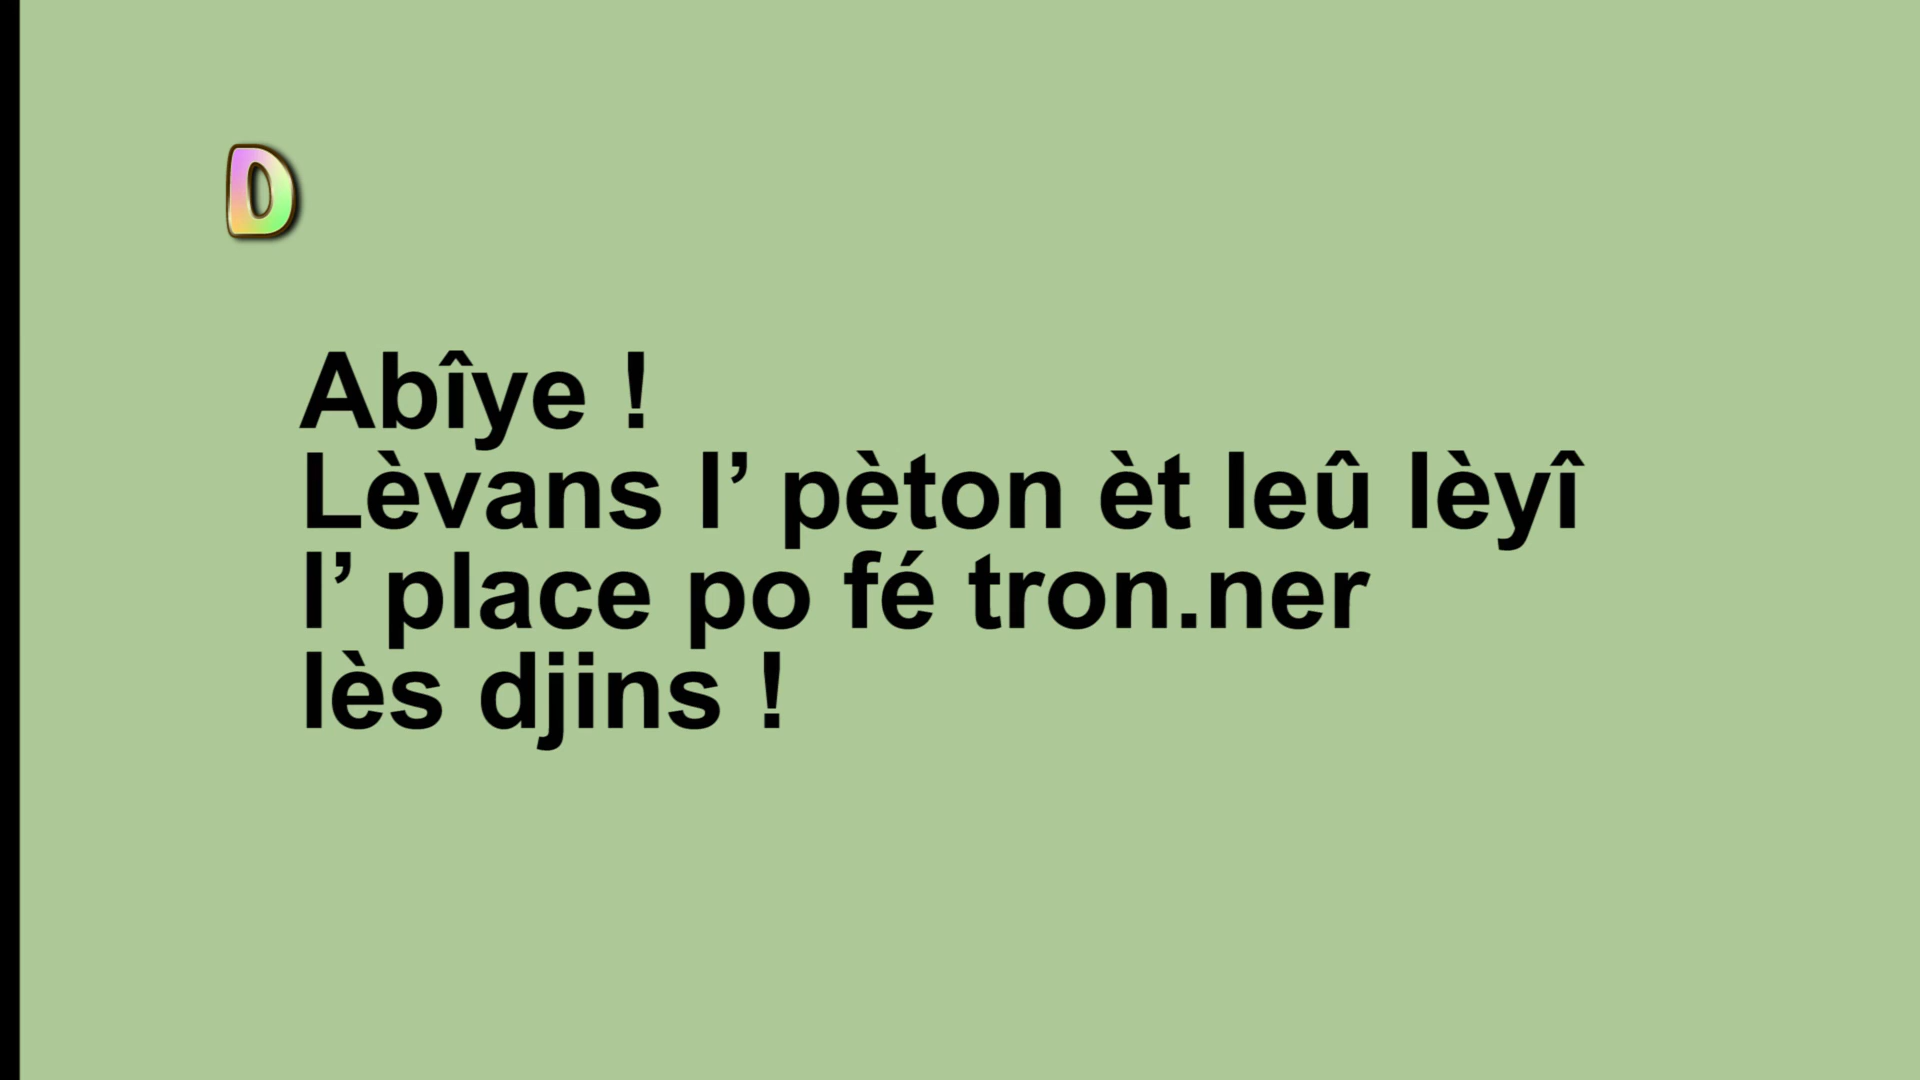 D
Abîye !
Lèvans l’ pèton èt leû lèyî
l’ place po fé tron.ner
lès djins !